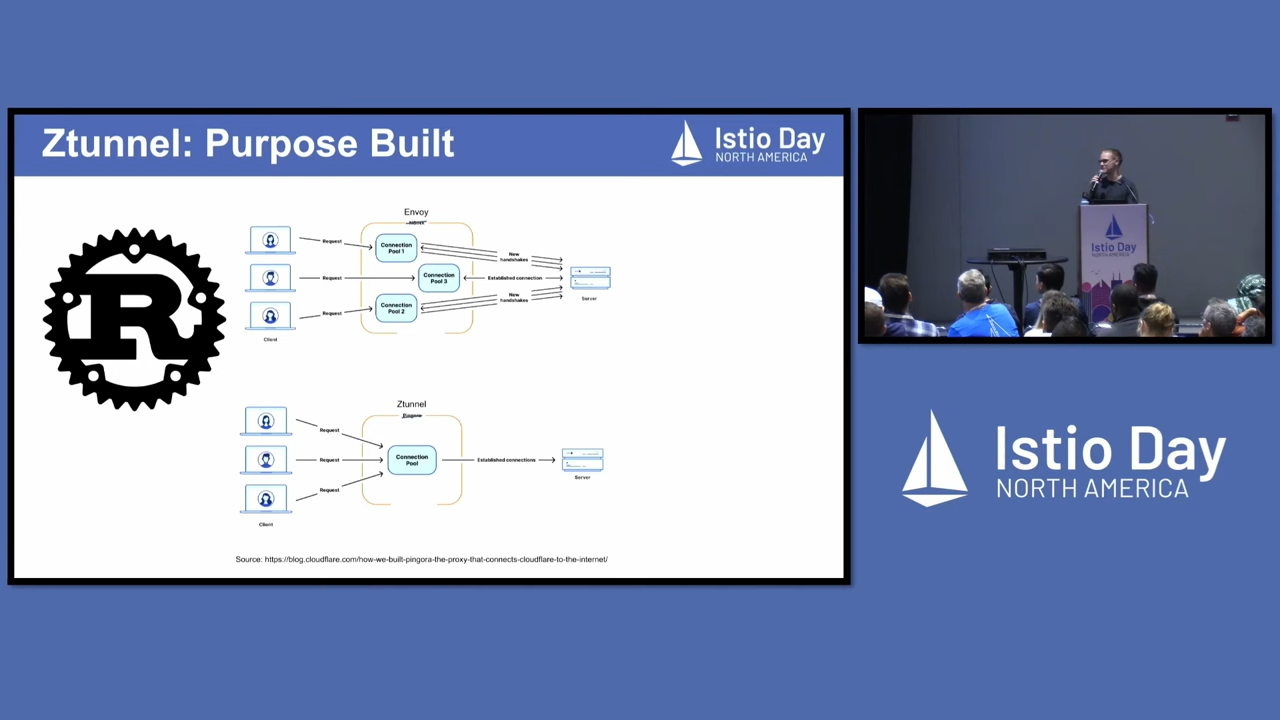 Ztunnel: Purpose Built
Istio Day
NORTH AMERICA
R
Envoy
Request
Request
Request
Client
Connection
Pool 1
Connection
Pool 3
Connection
Pool 2
New
handshakes
Established connection
New
handshakes
Server
Ztunnel
Pingora
Request
Request
Request
Client
Connection
Pool
Established connections
Server
Source: https://blog.cloudflare.com/how-we-built-pingora-the-proxy-that-connects-cloudflare-to-the-internet/
Istio Day
NORTH AMERICA
Istio Day
NORTH AMERICA